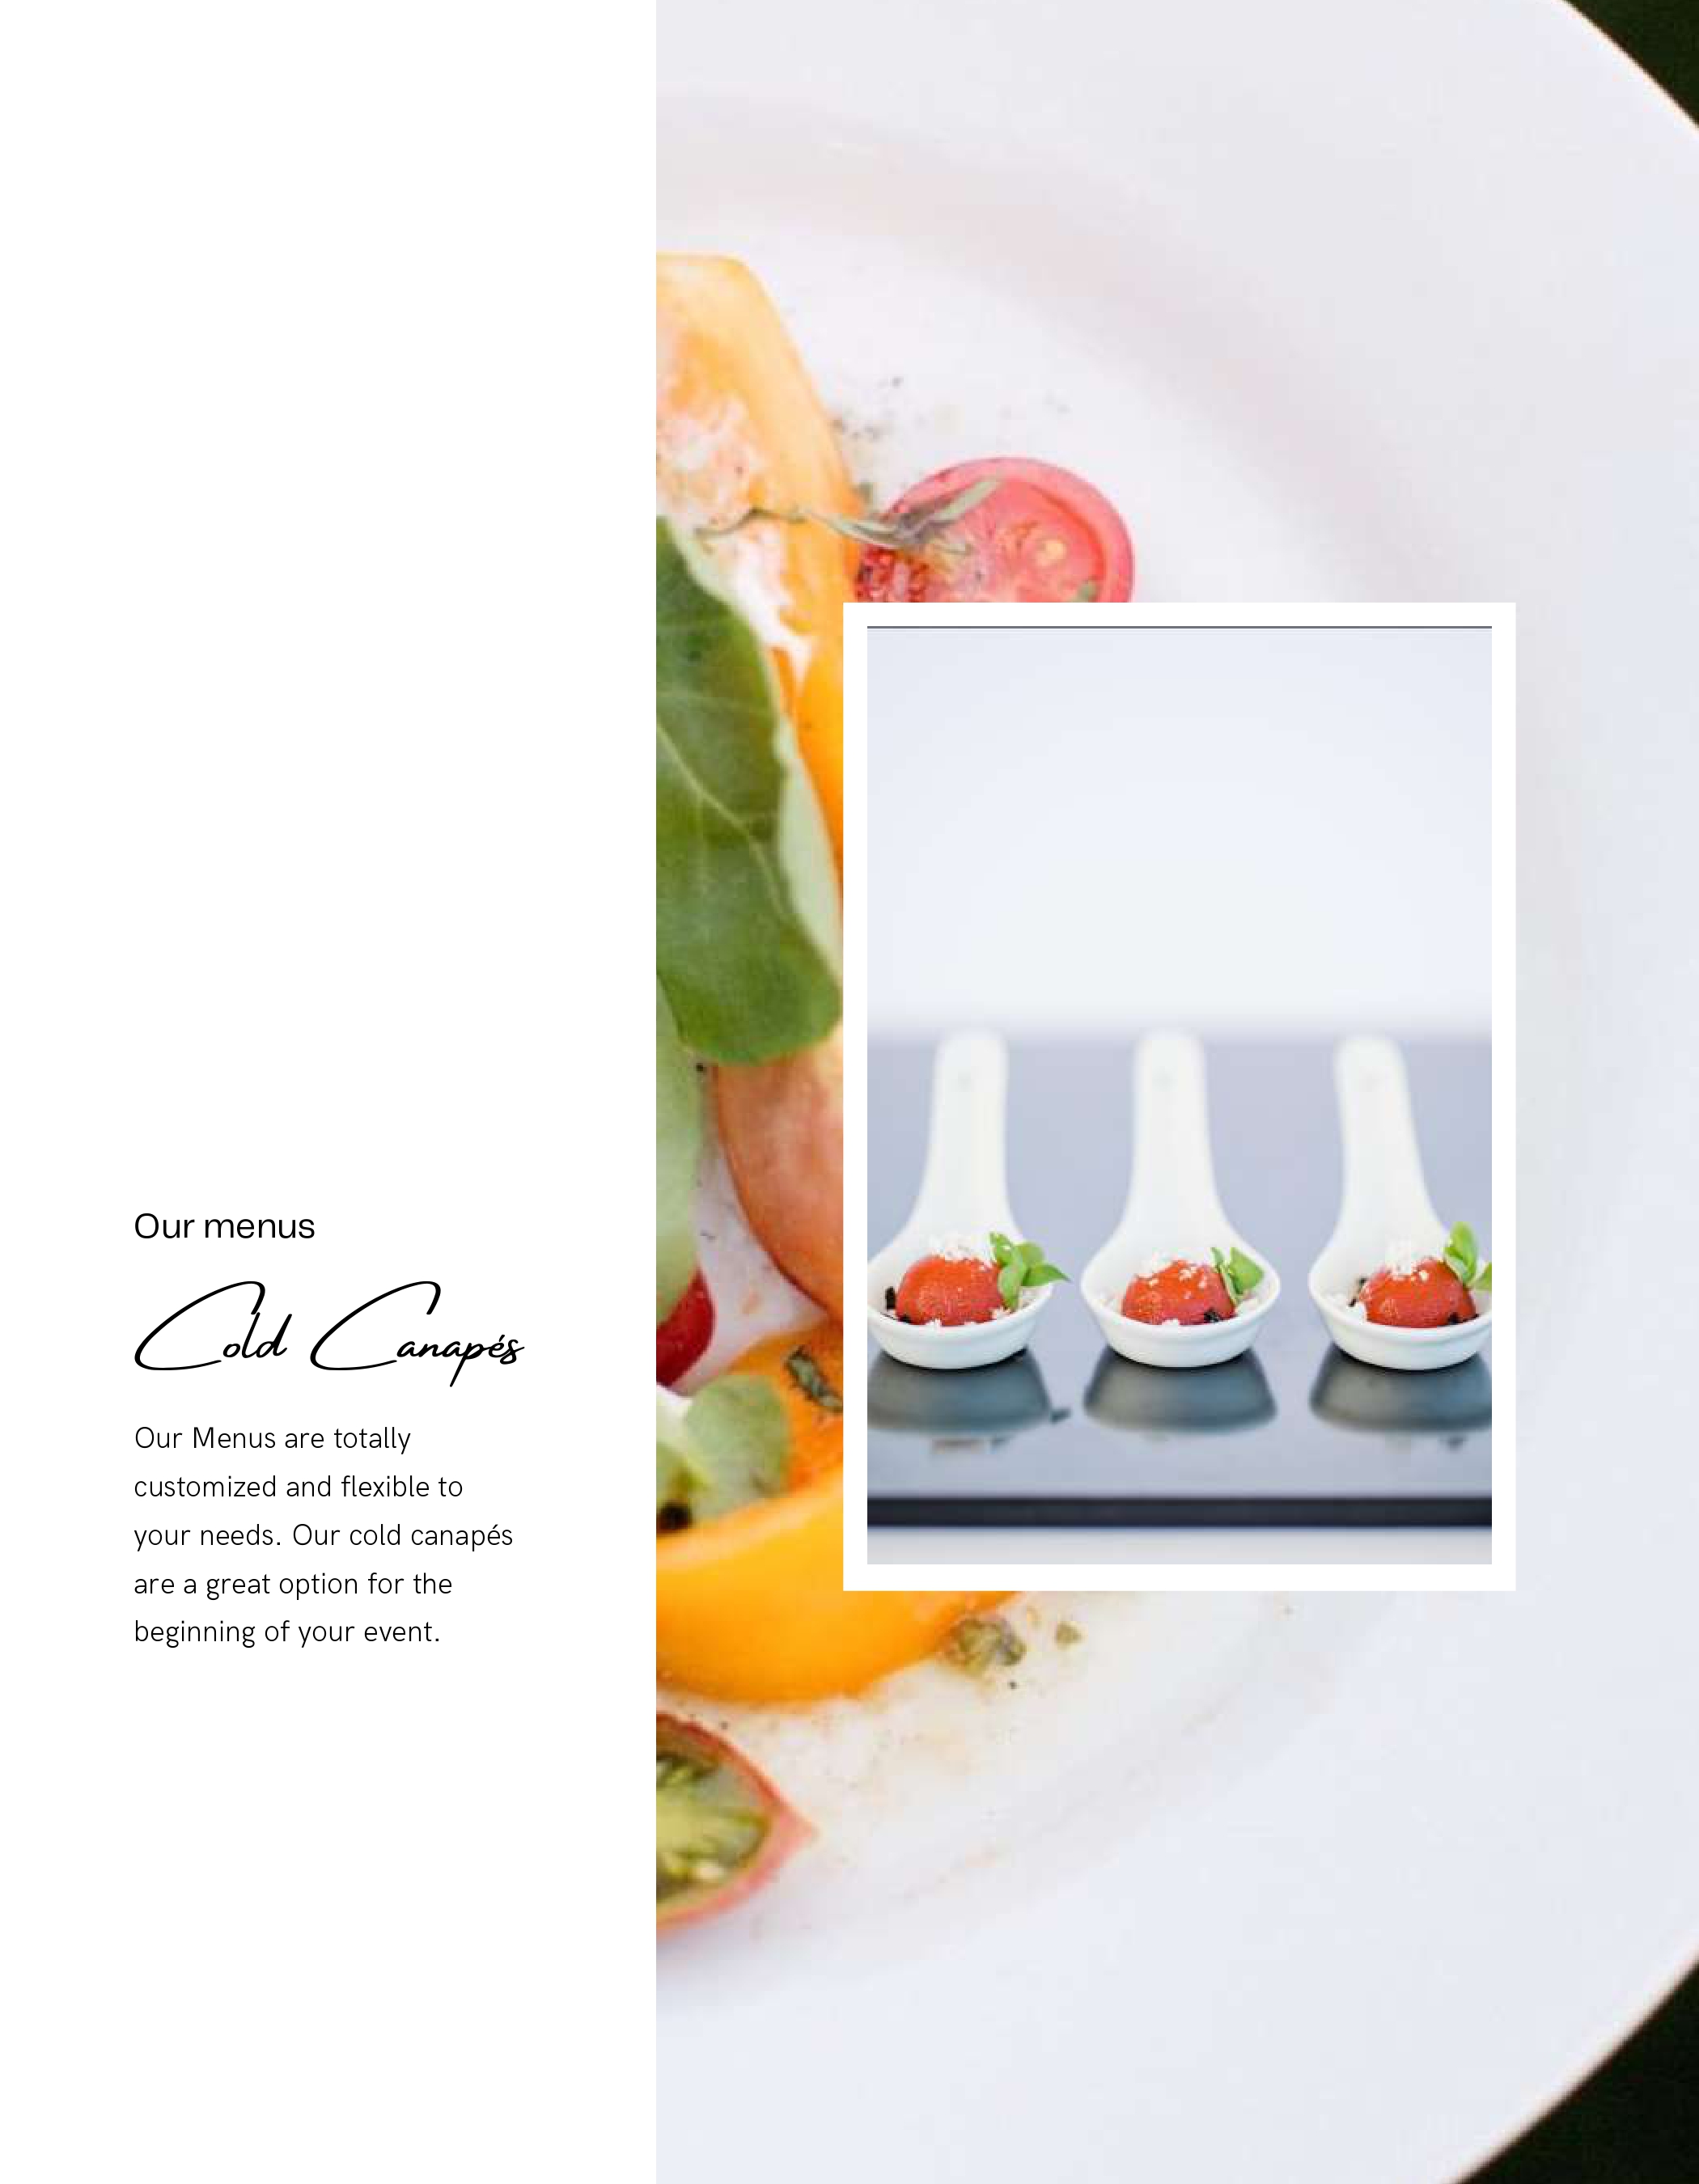 Our menus
Cold Canapés
Our Menus are totally
customized and flexible to
your needs. Our cold canapés
are a great option for the
beginning of your event.